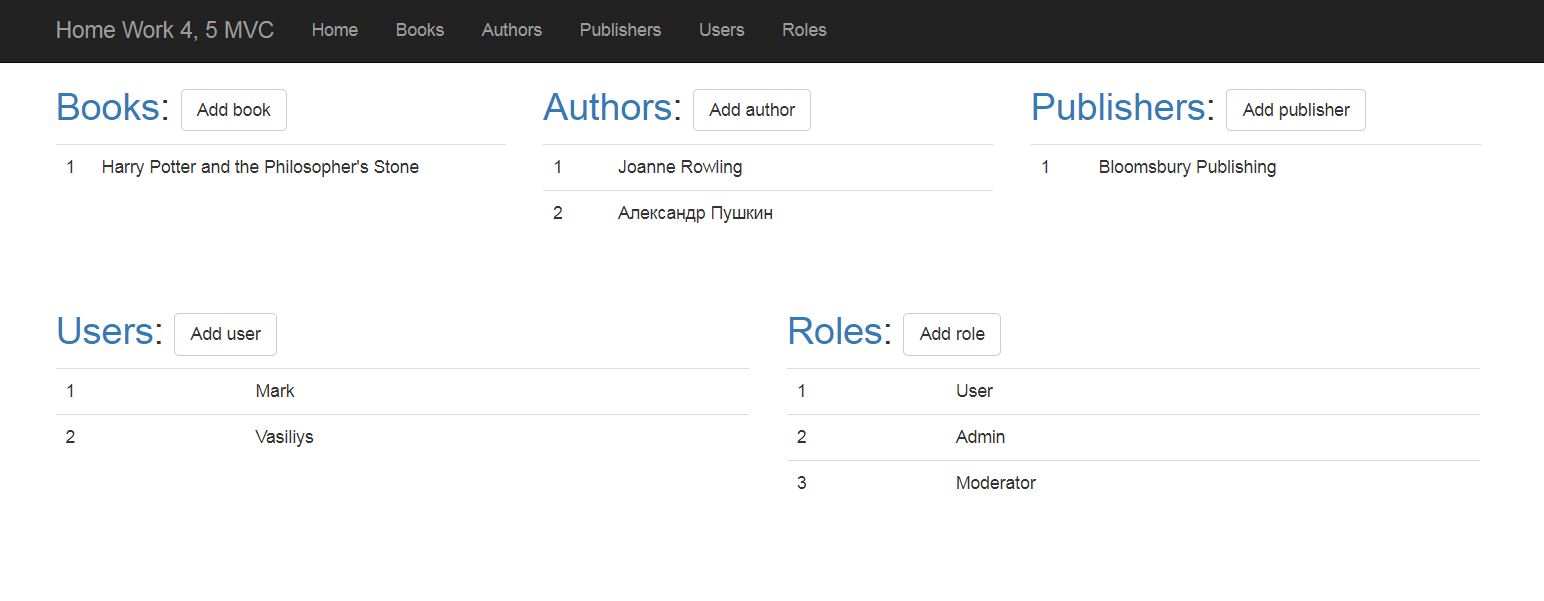 Home Work 4, 5 MVC Home Books Authors Publishers Users Roles
Books: Add book
1 Harry Potter and the Philosopher's Stone
Authors: Add author
1 Joanne Rowling
2 Александр Пушкин
Publishers: Add publisher
1 Bloomsbury Publishing
Users: Add user
1 Mark
2 Vasiliys
Roles: Add role
1 User
2 Admin
3 Moderator